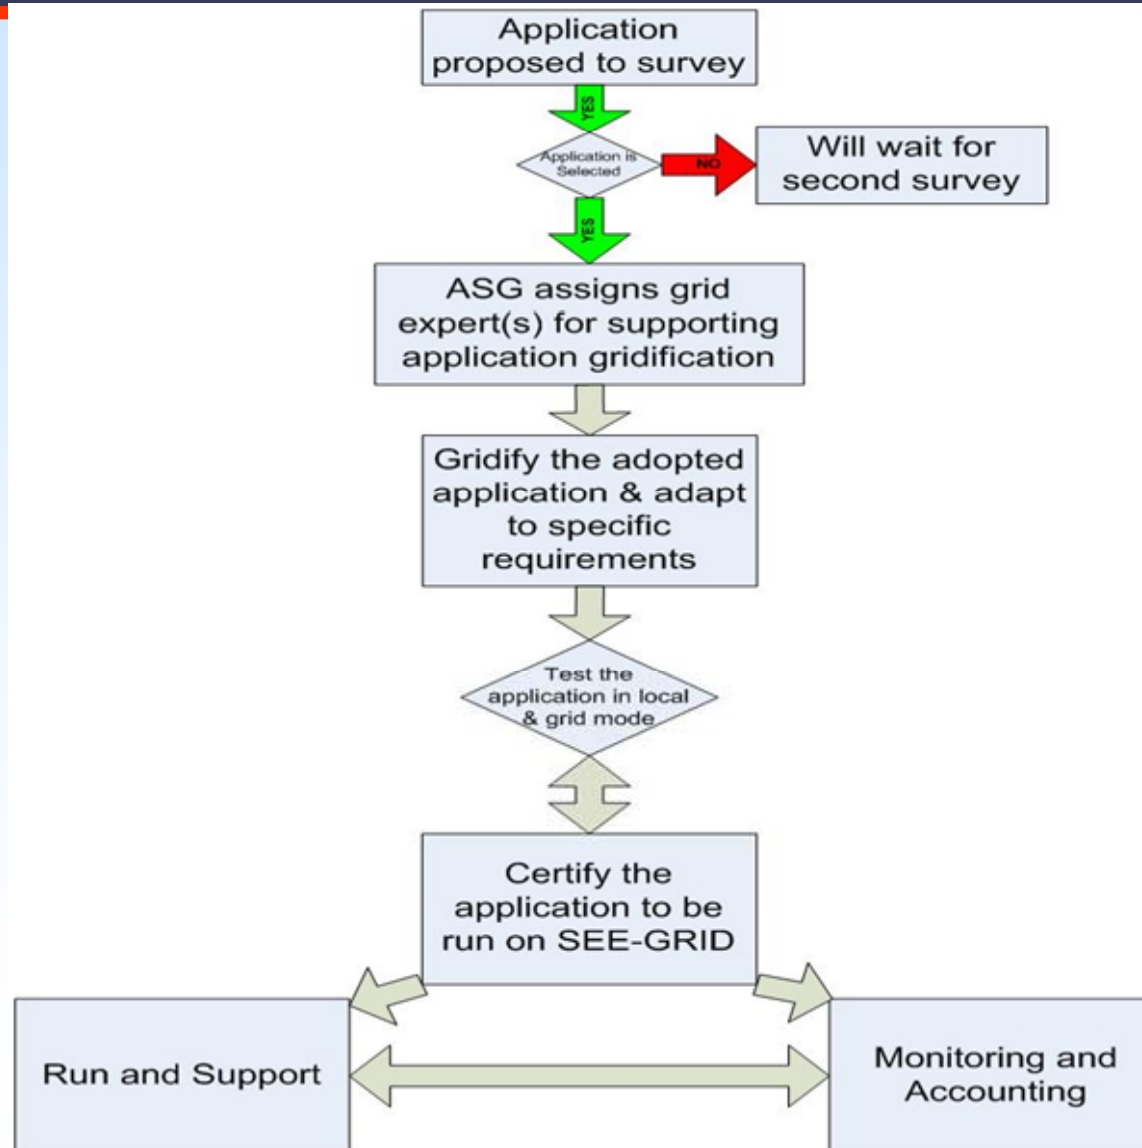 Application
proposed to survey
YES
Application is
Selected
NO
Will wait for
second survey
YES
ASG assigns grid
expert(s) for supporting
application gridification
Gridify the adopted
application & adapt
to specific
requirements
Test the
application in local
& grid mode
Certify the
application to be
run on SEE-GRID
Run and Support
Monitoring and
Accounting